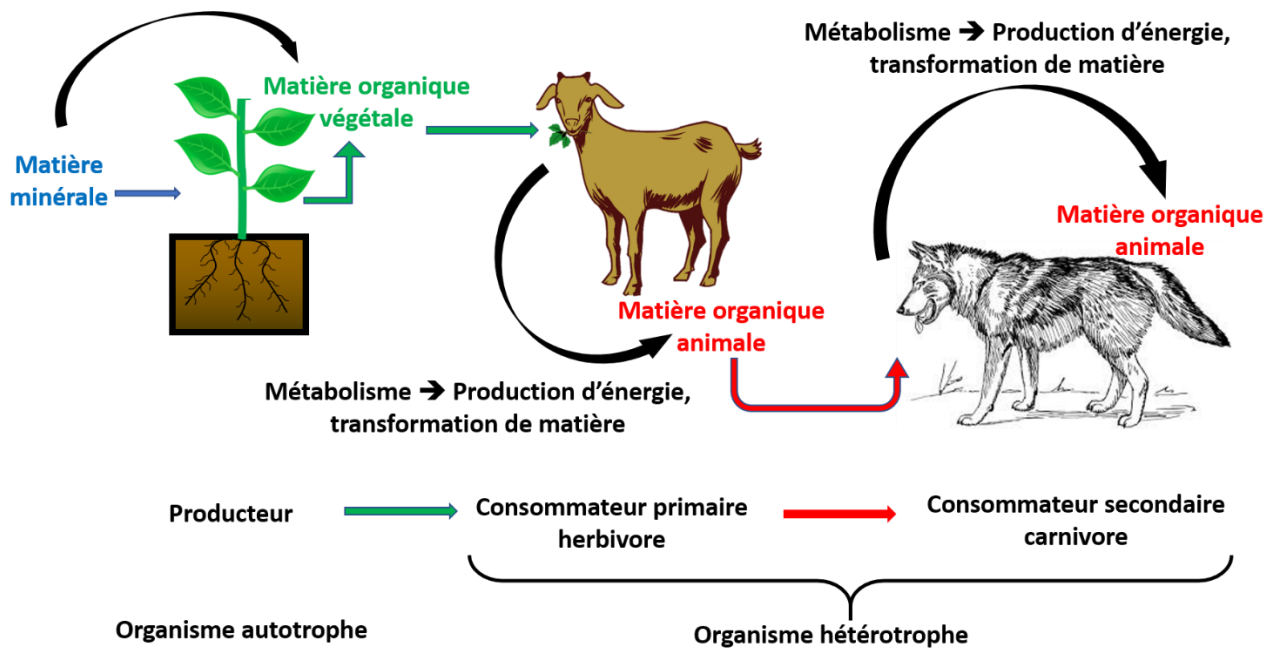 Métabolisme ➔ Production d’énergie,
transformation de matière
Matière organique
végétale
Matière
minérale
Matière organique
animale
Matière organique
animale
Métabolisme ➔ Production d’énergie,
transformation de matière
Producteur
Consommateur primaire
herbivore
Consommateur secondaire
carnivore
Organisme autotrophe
Organisme hétérotrophe